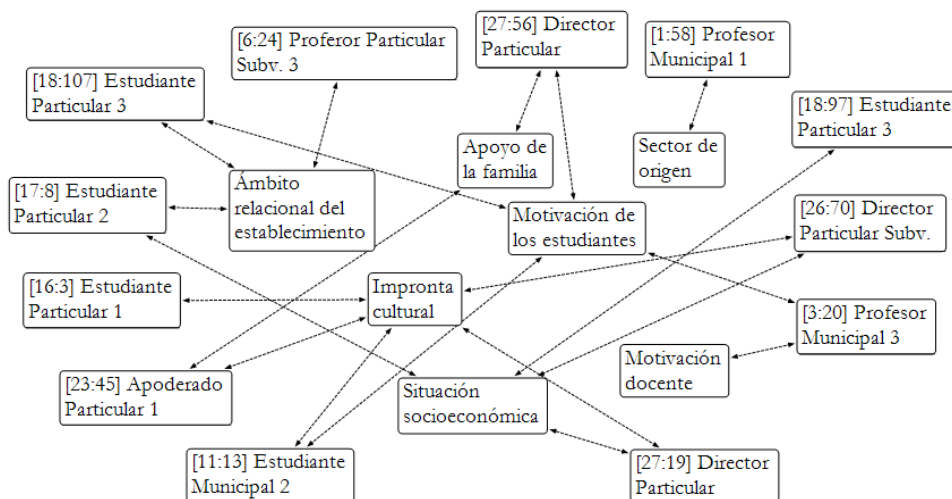 [6:24] Proferor Particular
Subv. 3
[27:56] Director
Particular
[1:58] Profesor
Municipal 1
[18:107] Estudiante
Particular 3
[18:97] Estudiante
Particular 3
Apoyo de
la familia
Sector de
origen
Ámbito
relacional del
establecimiento
[17:8] Estudiante
Particular 2
Motivación de
los estudiantes
[26:70] Director
Particular Subv.
[16:3] Estudiante
Particular 1
Impronta
cultural
[3:20] Profesor
Municipal 3
Motivación
docente
[23:45] Apoderado
Particular 1
Situación
socioeconómica
[11:13] Estudiante
Municipal 2
[27:19] Director
Particular